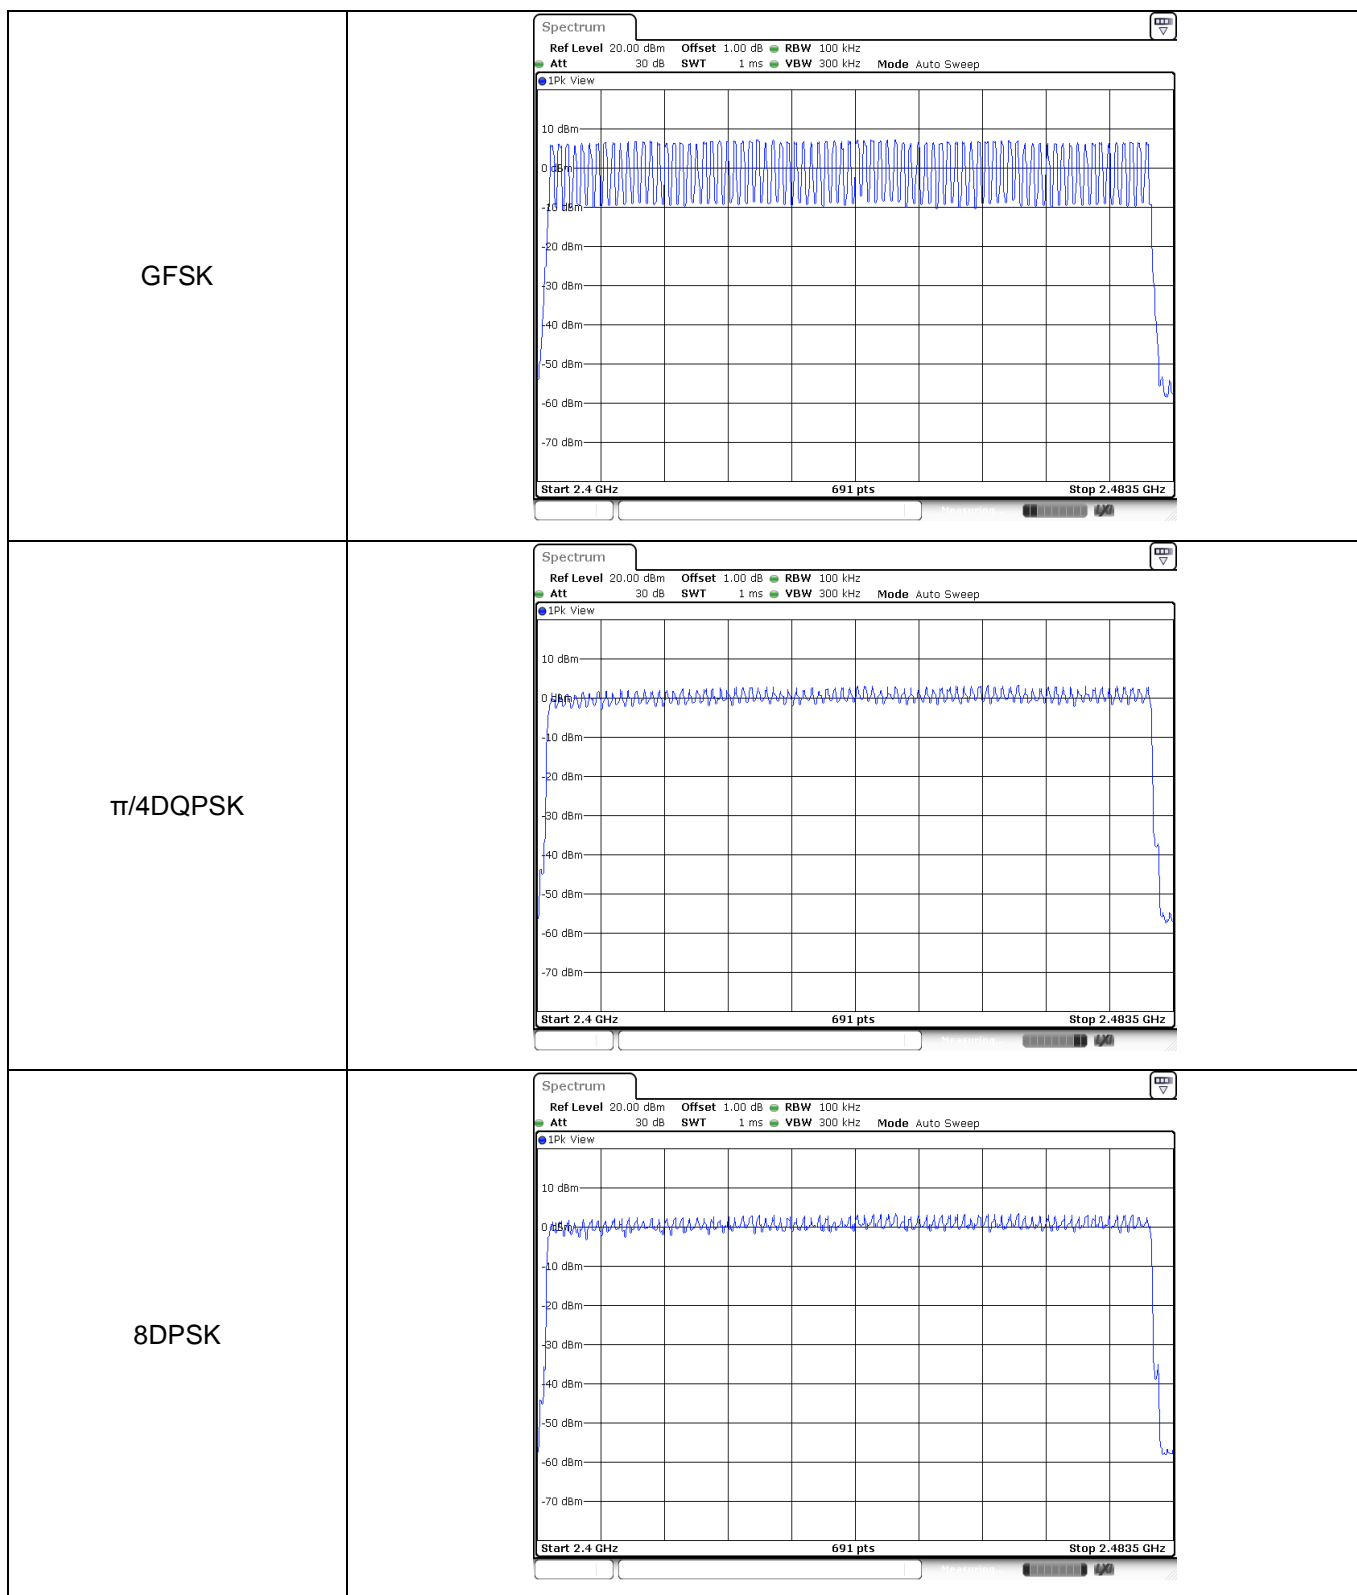 GFSK
Spectrum
Ref Level 20.00 dBm Offset 1.00 dB RBW 100 kHz
Att 30 dB SWT 1 ms VBW 300 kHz Mode Auto Sweep
1Pk View
10 dBm
0 dBm
-10 dBm
-20 dBm
-30 dBm
-40 dBm
-50 dBm
-60 dBm
-70 dBm
Start 2.4 GHz 691 pts Stop 2.4835 GHz
Measuring...
π/4DQPSK
Spectrum
Ref Level 20.00 dBm Offset 1.00 dB RBW 100 kHz
Att 30 dB SWT 1 ms VBW 300 kHz Mode Auto Sweep
1Pk View
10 dBm
0 dBm
-10 dBm
-20 dBm
-30 dBm
-40 dBm
-50 dBm
-60 dBm
-70 dBm
Start 2.4 GHz 691 pts Stop 2.4835 GHz
Measuring...
8DPSK
Spectrum
Ref Level 20.00 dBm Offset 1.00 dB RBW 100 kHz
Att 30 dB SWT 1 ms VBW 300 kHz Mode Auto Sweep
1Pk View
10 dBm
0 dBm
-10 dBm
-20 dBm
-30 dBm
-40 dBm
-50 dBm
-60 dBm
-70 dBm
Start 2.4 GHz 691 pts Stop 2.4835 GHz
Measuring...